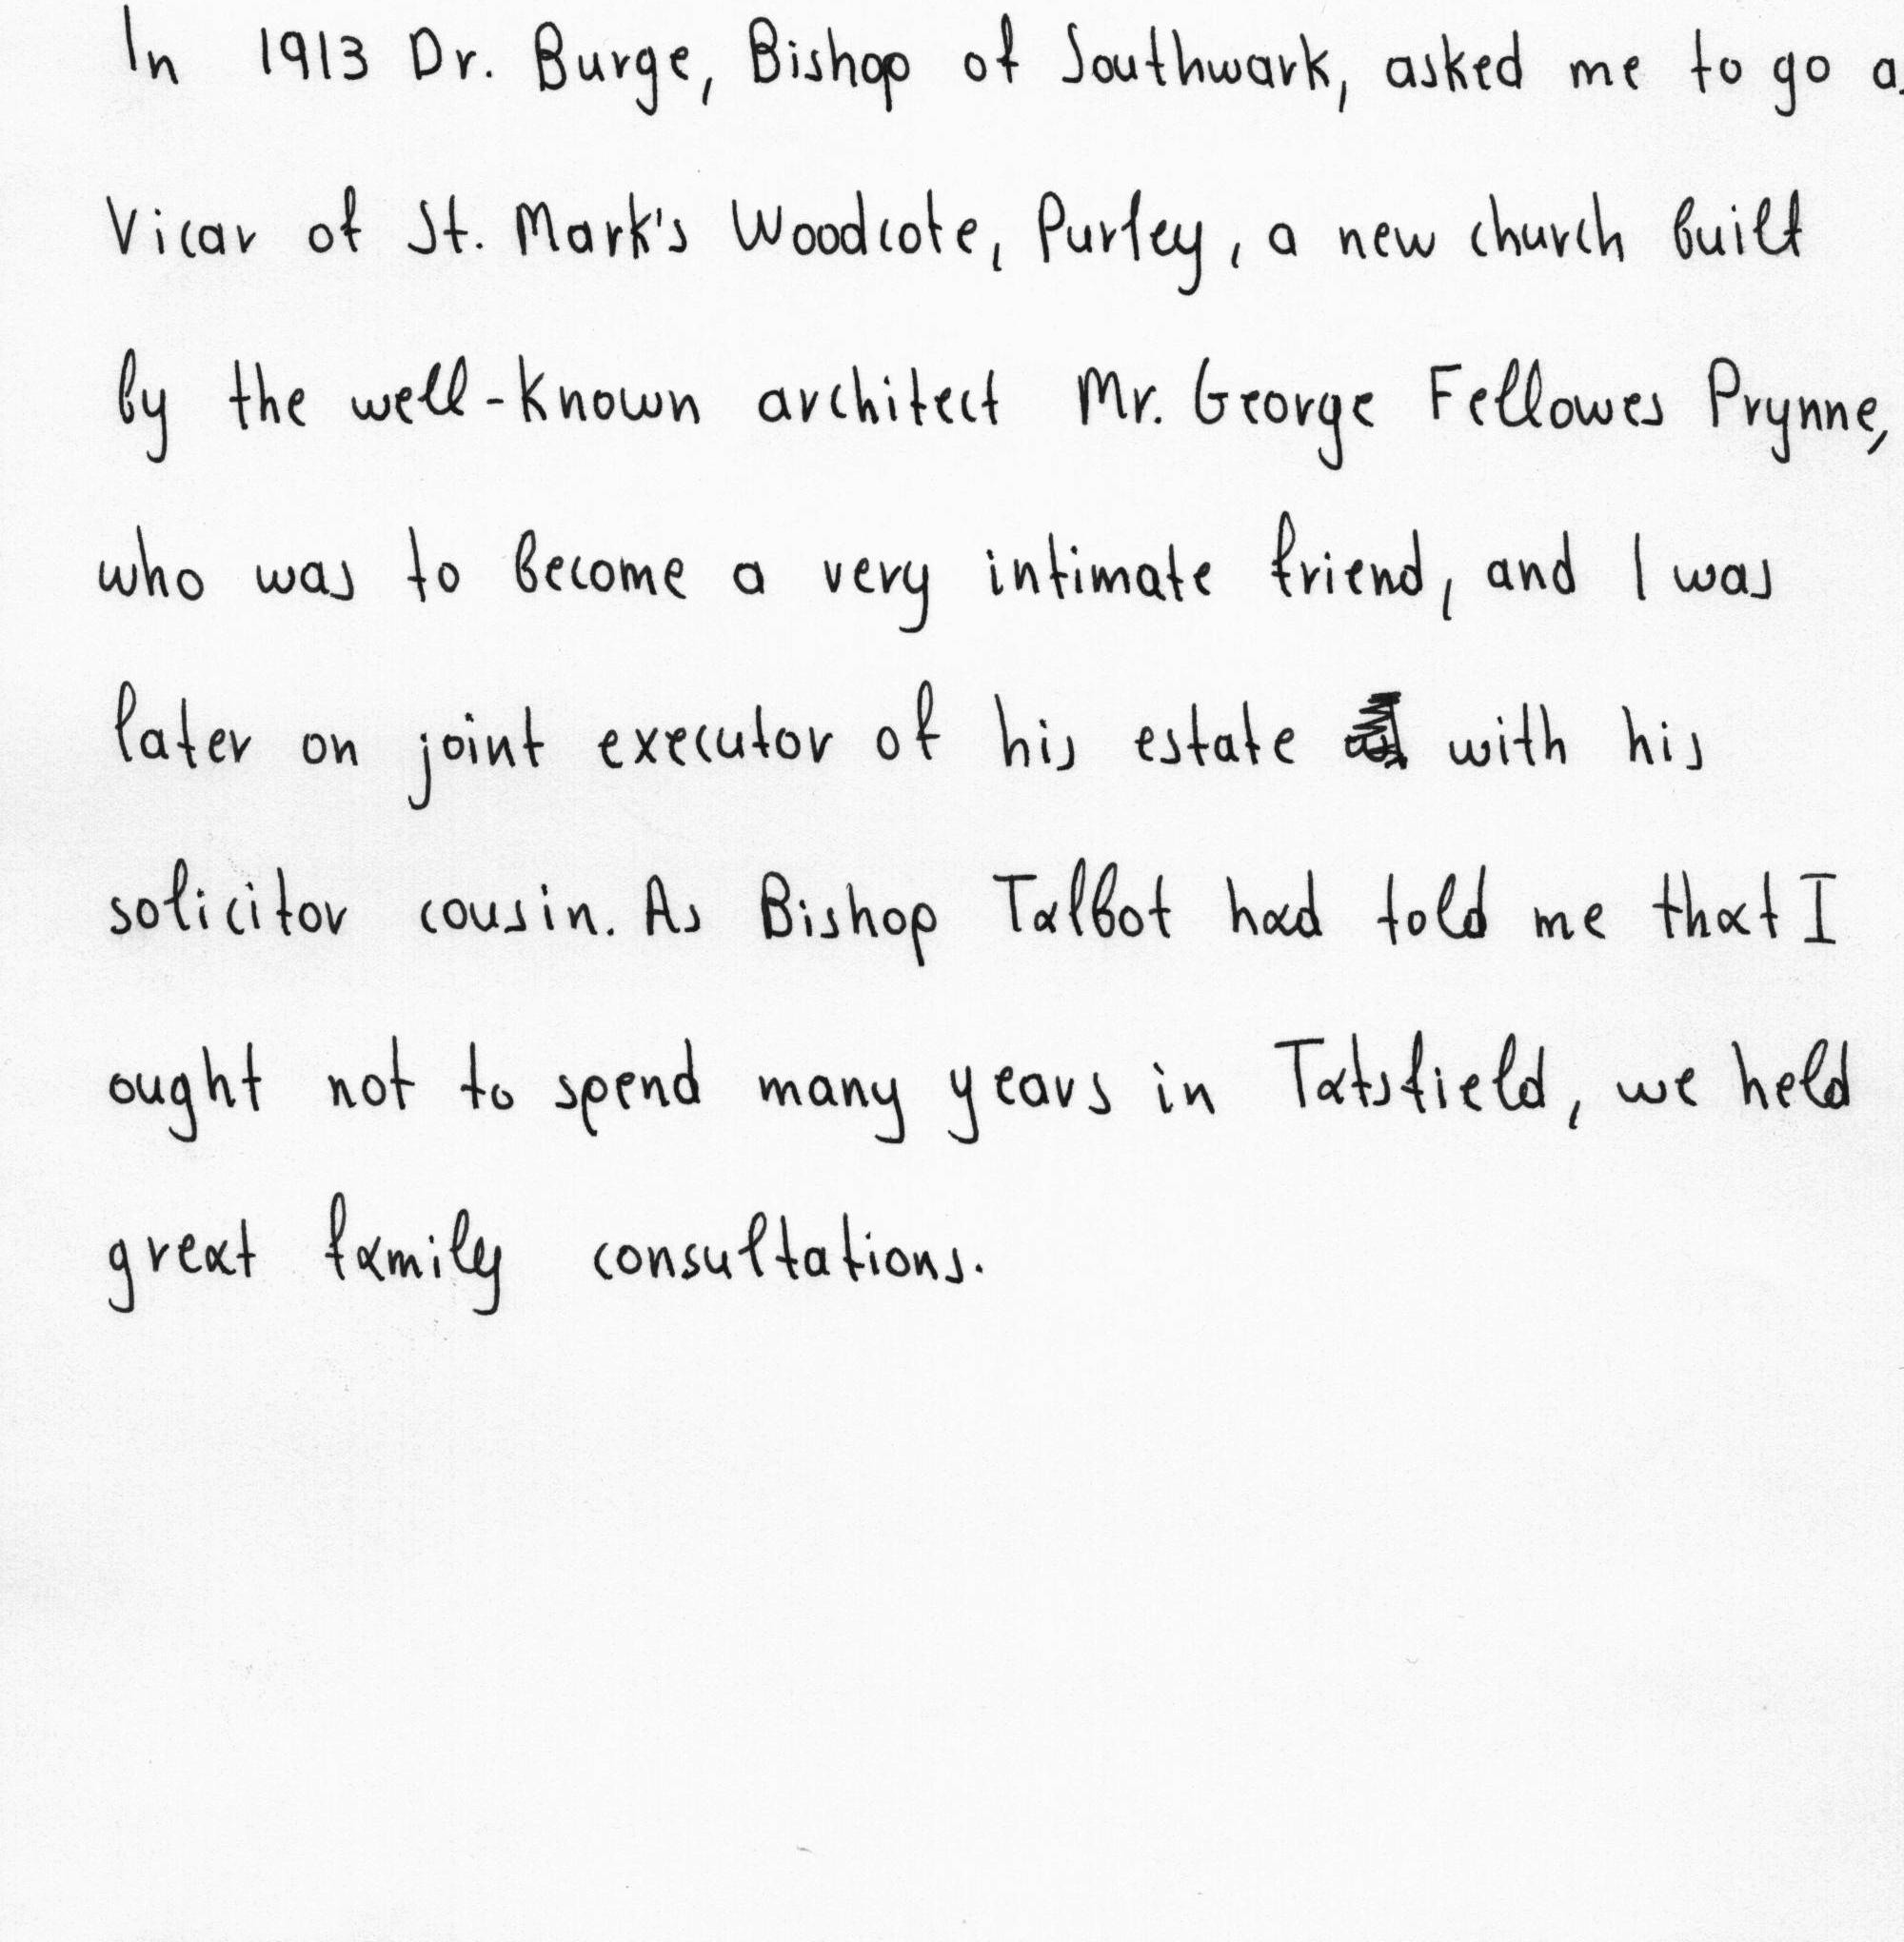 In 1913 Dr. Burge, Bishop of Southwark, asked me to go as
Vicar of St. Mark's Woodcote, Purley, a new church built
by the well-known architect Mr. George Fellowes Prynne,
who was to become a very intimate friend, and I was
later on joint executor of his estate with his
solicitor cousin. As Bishop Talbot had told me that I
ought not to spend many years in Tatsfield, we held
great family consultations.